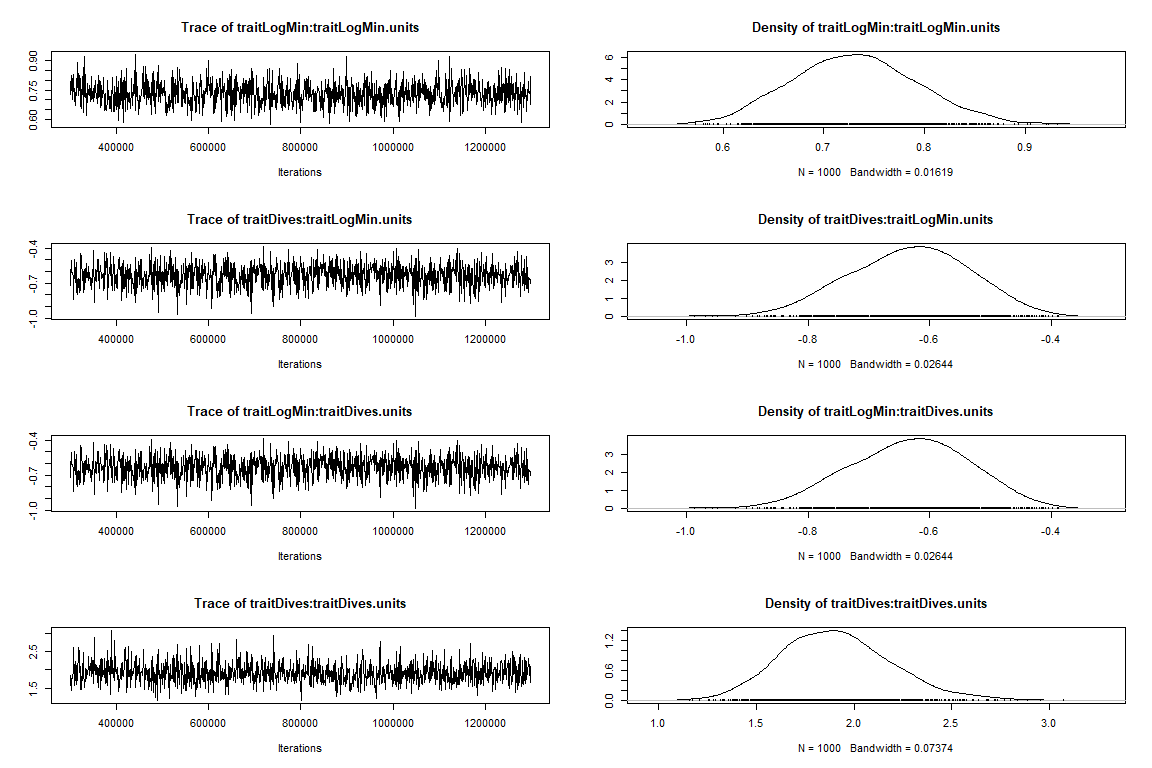 Trace of traitLogMin:traitLogMin.units
0.60 0.75 0.90
400000 600000 800000 1000000 1200000
Iterations
Density of traitLogMin:traitLogMin.units
0 2 4 6
0.6 0.7 0.8 0.9
N = 1000 Bandwidth = 0.01619
Trace of traitDives:traitLogMin.units
-1.0 -0.7 -0.4
400000 600000 800000 1000000 1200000
Iterations
Density of traitDives:traitLogMin.units
0 1 2 3
-1.0 -0.8 -0.6 -0.4
N = 1000 Bandwidth = 0.02644
Trace of traitLogMin:traitDives.units
-1.0 -0.7 -0.4
400000 600000 800000 1000000 1200000
Iterations
Density of traitLogMin:traitDives.units
0 1 2 3
-1.0 -0.8 -0.6 -0.4
N = 1000 Bandwidth = 0.02644
Trace of traitDives:traitDives.units
1.5 2.5
400000 600000 800000 1000000 1200000
Iterations
Density of traitDives:traitDives.units
0.0 0.6 1.2
1.0 1.5 2.0 2.5 3.0
N = 1000 Bandwidth = 0.07374